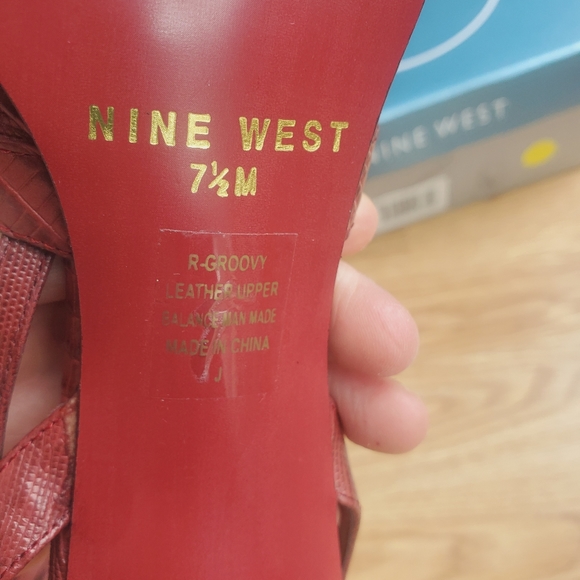 NINE WEST
7½M
R-GROOVY
LEATHER UPPER
BALANCE MAN MADE
MADE IN CHINA
J
NINE WEST